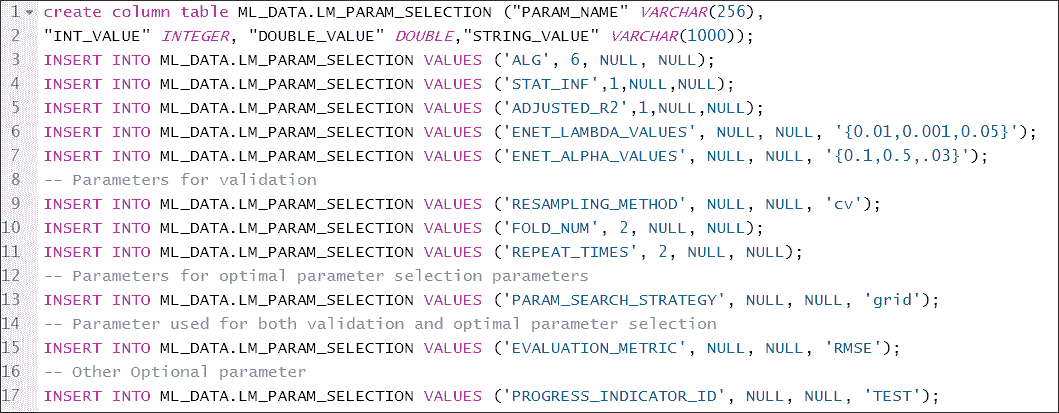 1 create column table ML_DATA.LM_PARAM_SELECTION ("PARAM_NAME" VARCHAR(256),
2 "INT_VALUE" INTEGER, "DOUBLE_VALUE" DOUBLE,"STRING_VALUE" VARCHAR(1000));
3 INSERT INTO ML_DATA.LM_PARAM_SELECTION VALUES ('ALG', 6, NULL, NULL);
4 INSERT INTO ML_DATA.LM_PARAM_SELECTION VALUES ('STAT_INF',1,NULL,NULL);
5 INSERT INTO ML_DATA.LM_PARAM_SELECTION VALUES ('ADJUSTED_R2',1,NULL,NULL);
6 INSERT INTO ML_DATA.LM_PARAM_SELECTION VALUES ('ENET_LAMBDA_VALUES', NULL, NULL, '{0.01,0.001,0.05}');
7 INSERT INTO ML_DATA.LM_PARAM_SELECTION VALUES ('ENET_ALPHA_VALUES', NULL, NULL, '{0.1,0.5,.03}');
8 -- Parameters for validation
9 INSERT INTO ML_DATA.LM_PARAM_SELECTION VALUES ('RESAMPLING_METHOD', NULL, NULL, 'cv');
10 INSERT INTO ML_DATA.LM_PARAM_SELECTION VALUES ('FOLD_NUM', 2, NULL, NULL);
11 INSERT INTO ML_DATA.LM_PARAM_SELECTION VALUES ('REPEAT_TIMES', 2, NULL, NULL);
12 -- Parameters for optimal parameter selection parameters
13 INSERT INTO ML_DATA.LM_PARAM_SELECTION VALUES ('PARAM_SEARCH_STRATEGY', NULL, NULL, 'grid');
14 -- Parameter used for both validation and optimal parameter selection
15 INSERT INTO ML_DATA.LM_PARAM_SELECTION VALUES ('EVALUATION_METRIC', NULL, NULL, 'RMSE');
16 -- Other Optional parameter
17 INSERT INTO ML_DATA.LM_PARAM_SELECTION VALUES ('PROGRESS_INDICATOR_ID', NULL, NULL, 'TEST');